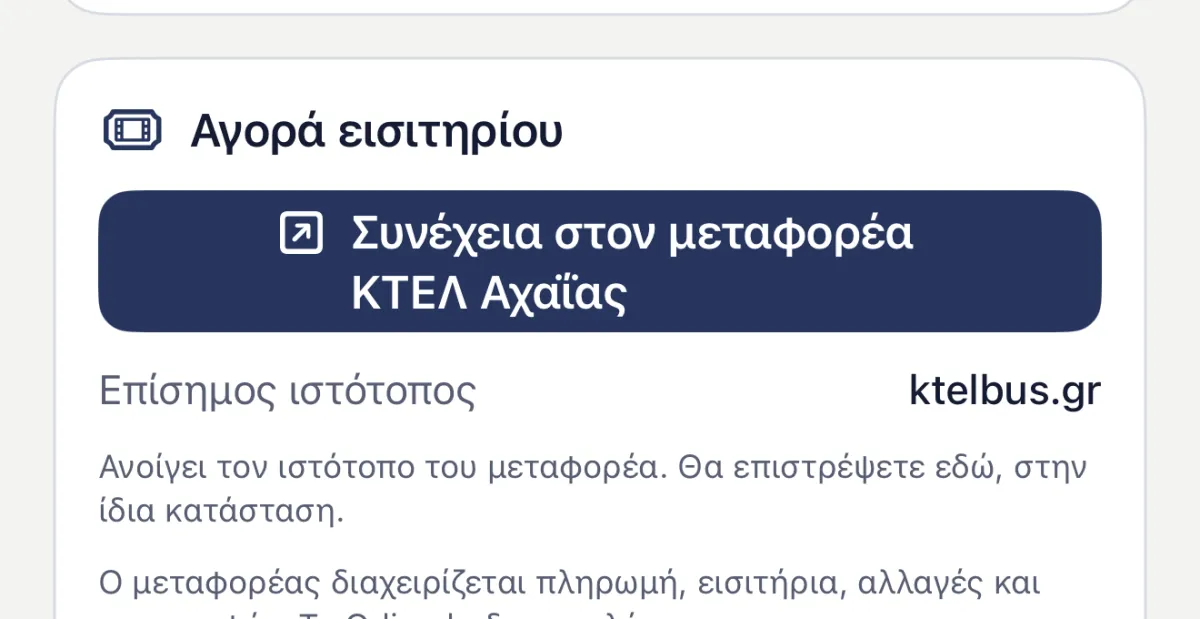 Αγορά εισιτηρίου
Συνέχεια στον μεταφορέα
ΚΤΕΛ Αχαΐας
Επίσημος ιστότοπος
ktelbus.gr
Ανοίγει τον ιστότοπο του μεταφορέα. Θα επιστρέψετε εδώ, στην
ίδια κατάσταση.
Ο μεταφορέας διαχειρίζεται πληρωμή, εισιτήρια, αλλαγές και